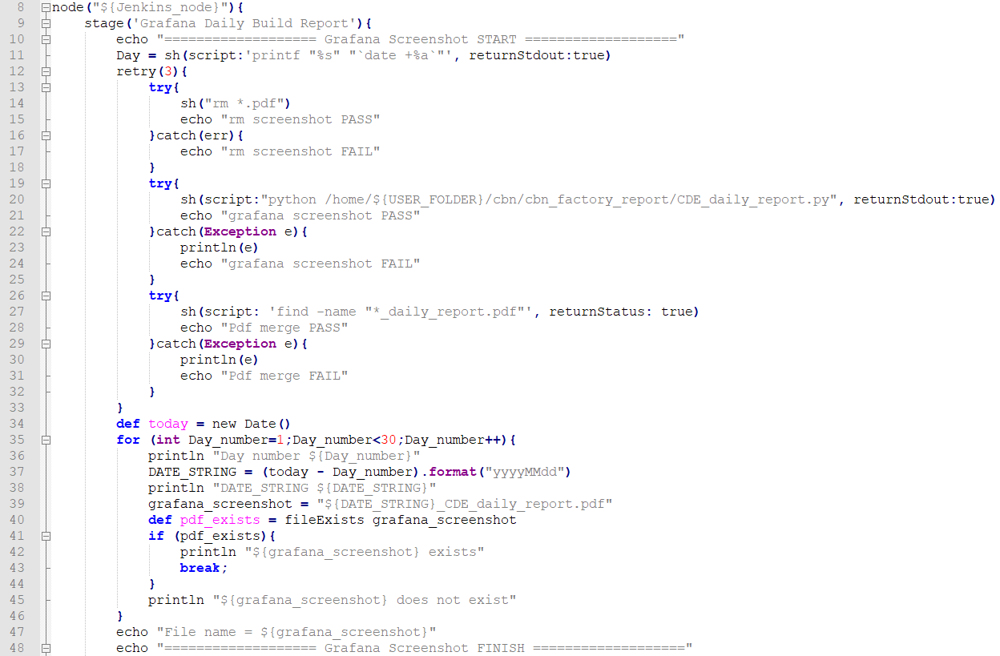 8 node("${Jenkins_node}"){
9 stage('Grafana Daily Build Report'){
10 echo "=================== Grafana Screenshot START ==================="
11 Day = sh(script:'printf "%s" "`date +%a`"', returnStdout:true)
12 retry(3){
13 try{
14 sh("rm *.pdf")
15 echo "rm screenshot PASS"
16 }catch(err){
17 echo "rm screenshot FAIL"
18 }
19 try{
20 sh(script:"python /home/${USER_FOLDER}/cbn/cbn_factory_report/CDE_daily_report.py", returnStdout:true)
21 echo "grafana screenshot PASS"
22 }catch(Exception e){
23 println(e)
24 echo "grafana screenshot FAIL"
25 }
26 try{
27 sh(script: 'find -name "*_daily_report.pdf"', returnStatus: true)
28 echo "Pdf merge PASS"
29 }catch(Exception e){
30 println(e)
31 echo "Pdf merge FAIL"
32 }
33 }
34 def today = new Date()
35 for (int Day_number=1;Day_number<30;Day_number++){
36 println "Day number ${Day_number}"
37 DATE_STRING = (today - Day_number).format("yyyyMMdd")
38 println "DATE_STRING ${DATE_STRING}"
39 grafana_screenshot = "${DATE_STRING}_CDE_daily_report.pdf"
40 def pdf_exists = fileExists grafana_screenshot
41 if (pdf_exists){
42 println "${grafana_screenshot} exists"
43 break;
44 }
45 println "${grafana_screenshot} does not exist"
46 }
47 echo "File name = ${grafana_screenshot}"
48 echo "=================== Grafana Screenshot FINISH ==================="